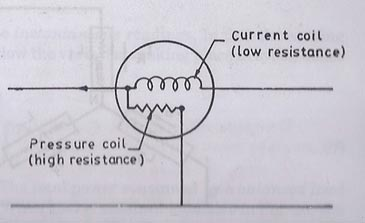 Current coil
(low resistance)
Pressure coil
(high resistance)